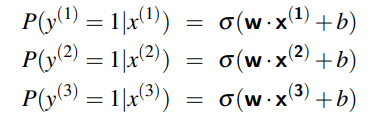 P(y⁽¹⁾ = 1|x⁽¹⁾) = σ(w · x⁽¹⁾ + b)
P(y⁽²⁾ = 1|x⁽²⁾) = σ(w · x⁽²⁾ + b)
P(y⁽³⁾ = 1|x⁽³⁾) = σ(w · x⁽³⁾ + b)